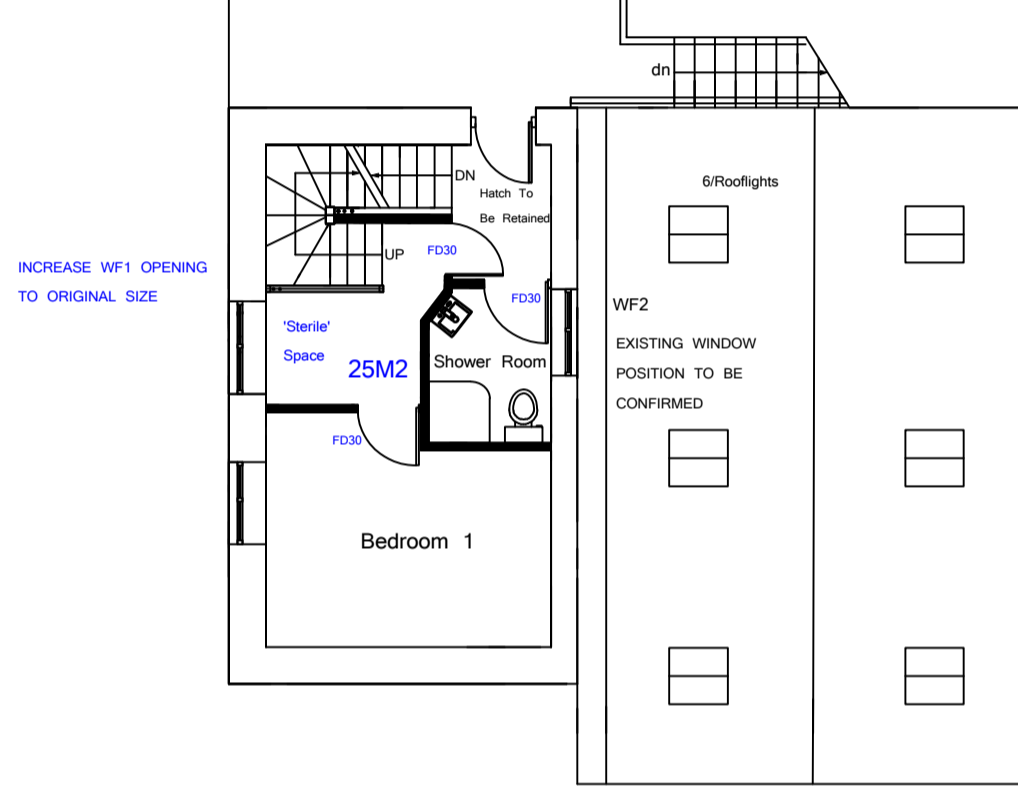 dn
6/Rooflights
DN
Hatch To
Be Retained
UP
FD30
INCREASE WF1 OPENING
TO ORIGINAL SIZE
FD30
WF2
'Sterile'
Space
EXISTING WINDOW
POSITION TO BE
CONFIRMED
25M2
Shower Room
FD30
Bedroom 1